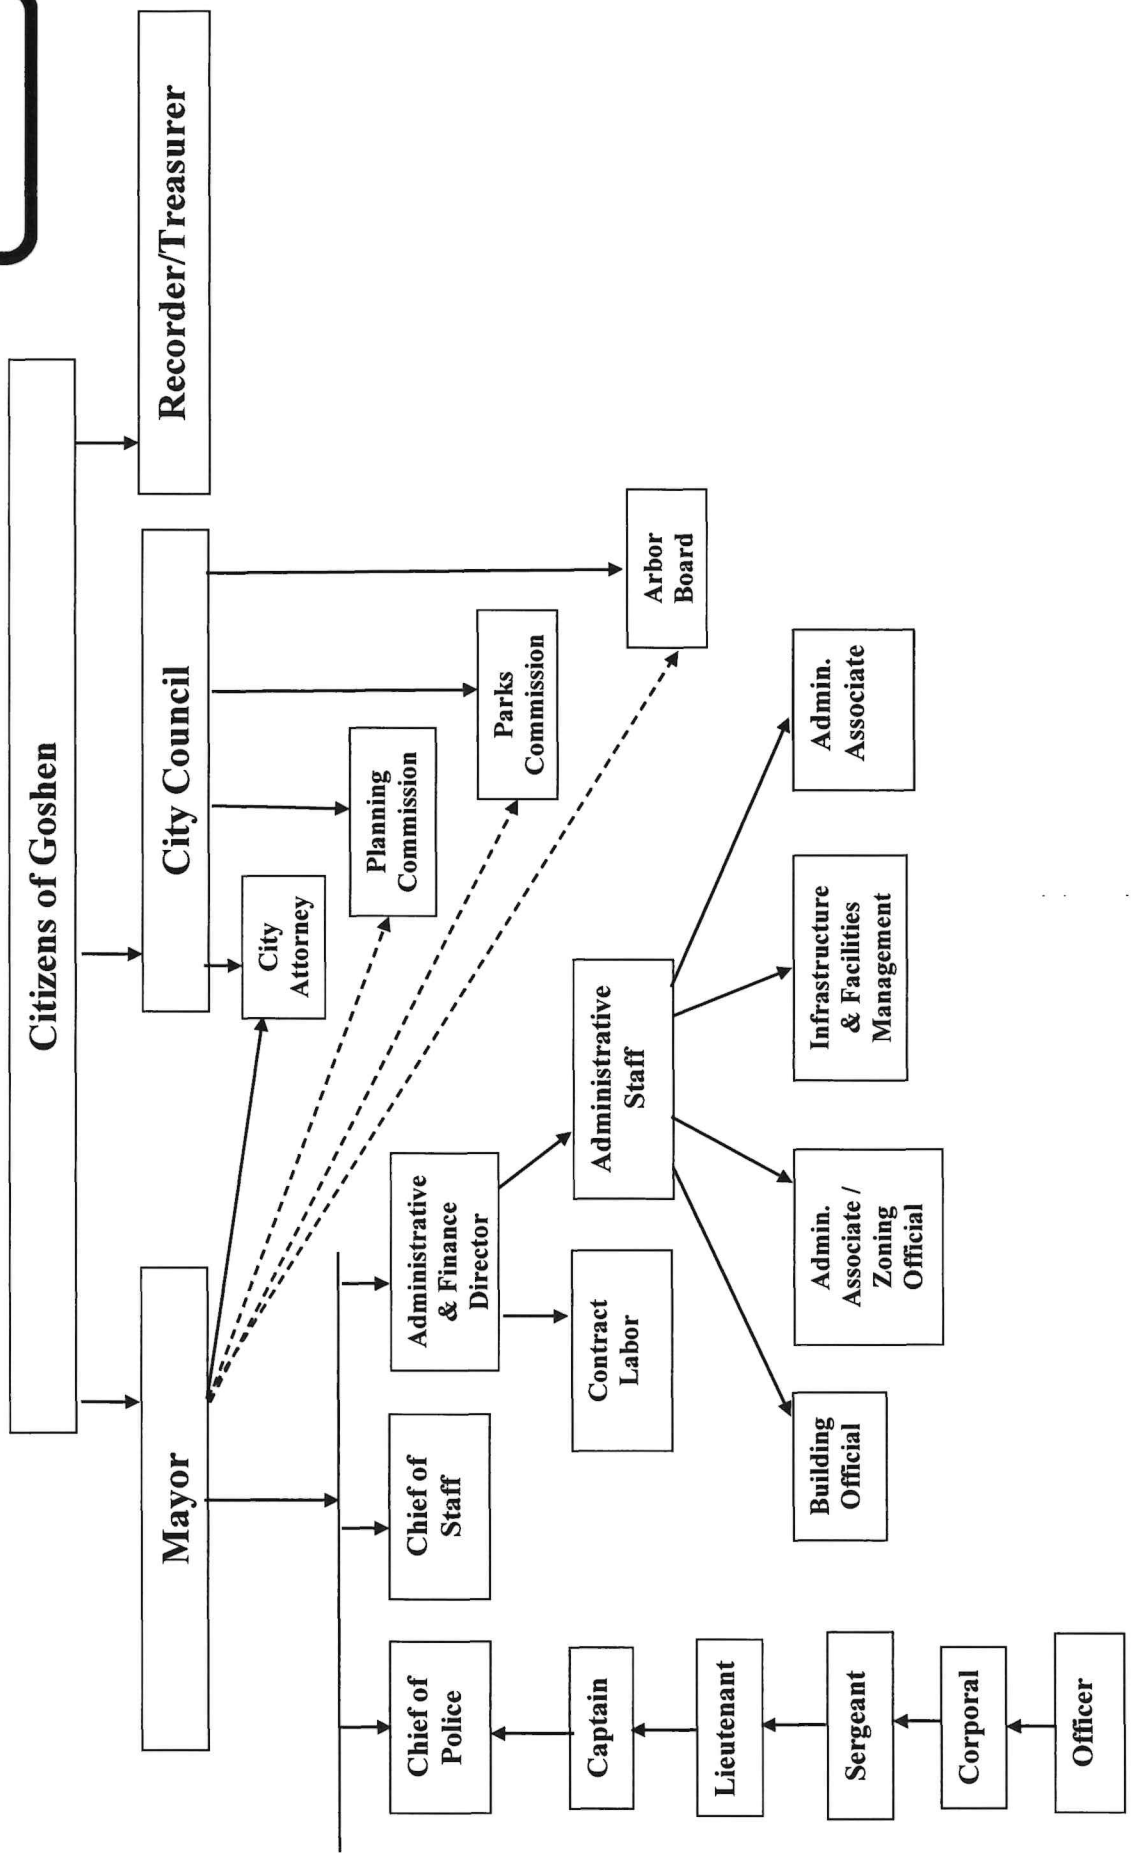 Citizens of Goshen
Mayor
City Council
Recorder/Treasurer
City
Attorney
Planning
Commission
Parks
Commission
Arbor
Board
Chief of
Police
Chief of
Staff
Administrative
& Finance
Director
Captain
Contract
Labor
Administrative
Staff
Lieutenant
Sergeant
Building
Official
Admin.
Associate /
Zoning
Official
Infrastructure
& Facilities
Management
Admin.
Associate
Corporal
Officer